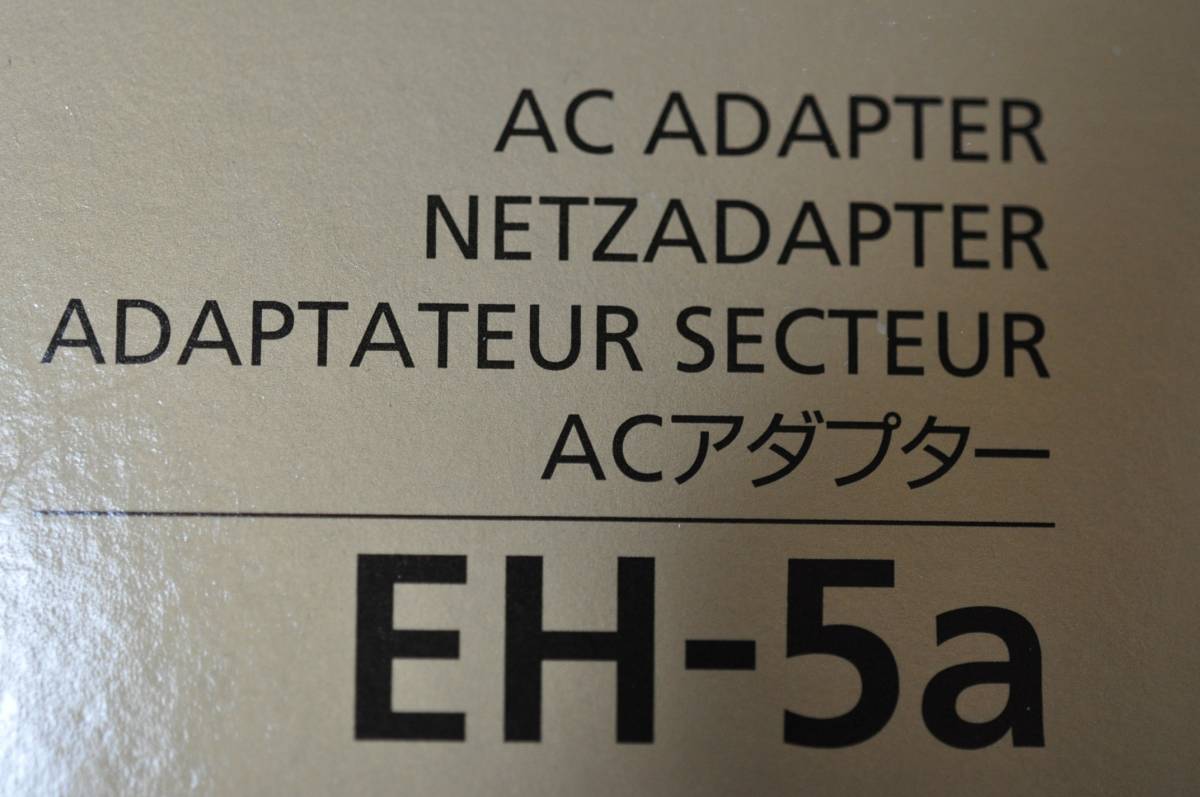 AC ADAPTER
NETZADAPTER
ADAPTATEUR SECTEUR
ACアダプター
EH-5a